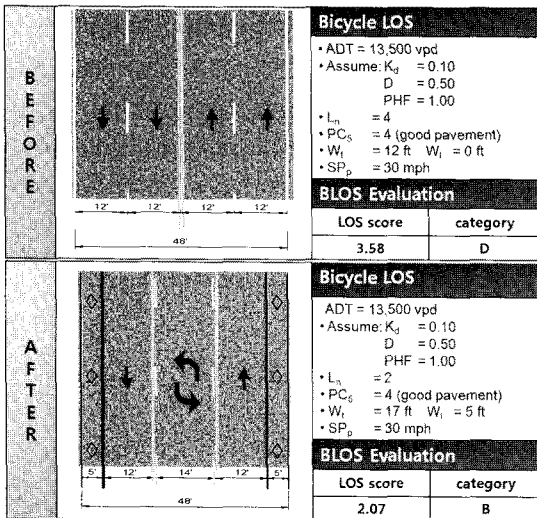 BEFORE
12' 12' 12' 12'
48'
Bicycle LOS
• ADT = 13,500 vpd
• Assume: Kd = 0.10
D = 0.50
PHF = 1.00
• Ln = 4
• PC5 = 4 (good pavement)
• Wt = 12 ft Wl = 0 ft
• SPp = 30 mph
BLOS Evaluation
LOS score category
3.58 D
AFTER
5' 12' 14' 12' 5'
48'
Bicycle LOS
ADT = 13,500 vpd
• Assume: Kd = 0.10
D = 0.50
PHF = 1.00
• Ln = 2
• PC5 = 4 (good pavement)
• Wt = 17 ft Wl = 5 ft
• SPp = 30 mph
BLOS Evaluation
LOS score category
2.07 B